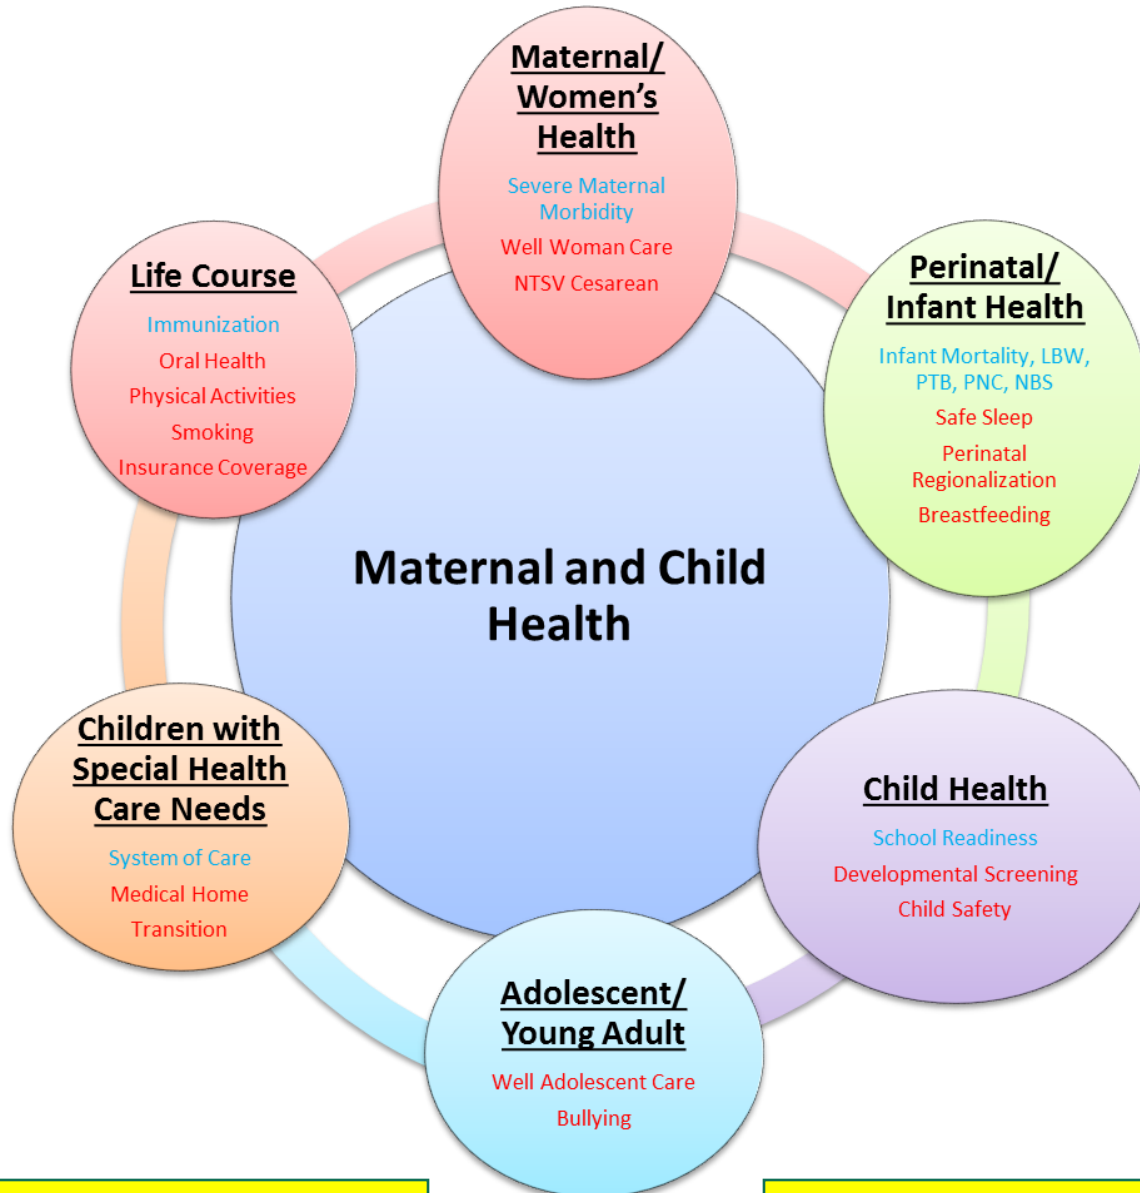 Maternal/
Women’s
Health
Severe Maternal
Morbidity
Well Woman Care
NTSV Cesarean
Perinatal/
Infant Health
Infant Mortality, LBW,
PTB, PNC, NBS
Safe Sleep
Perinatal
Regionalization
Breastfeeding
Child Health
School Readiness
Developmental Screening
Child Safety
Adolescent/
Young Adult
Well Adolescent Care
Bullying
Children with
Special Health
Care Needs
System of Care
Medical Home
Transition
Life Course
Immunization
Oral Health
Physical Activities
Smoking
Insurance Coverage
Maternal and Child
Health